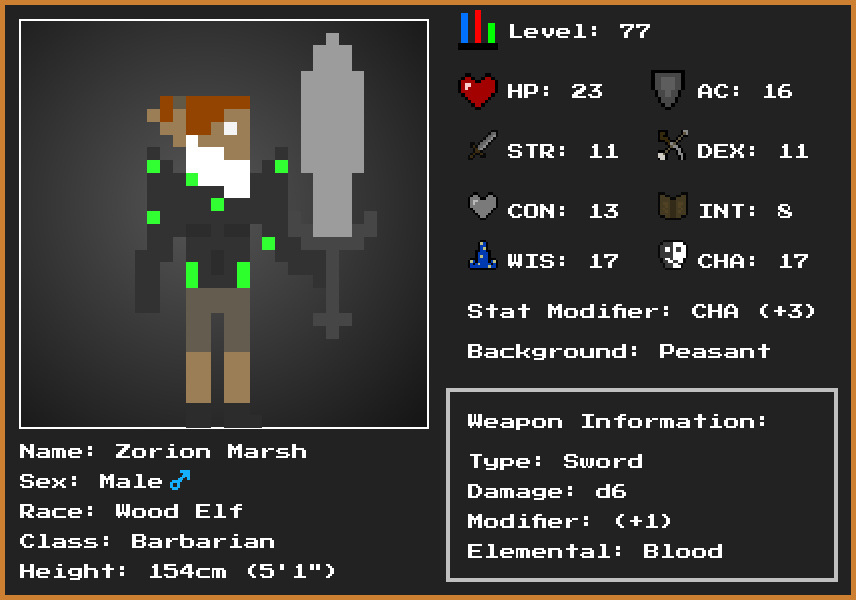 Level: 77
HP: 23 AC: 16
STR: 11 DEX: 11
CON: 13 INT: 8
WIS: 17 CHA: 17
Stat Modifier: CHA (+3)
Background: Peasant
Weapon Information:
Type: Sword
Damage: d6
Modifier: (+1)
Elemental: Blood
Name: Zorion Marsh
Sex: Male♂
Race: Wood Elf
Class: Barbarian
Height: 154cm (5'1")